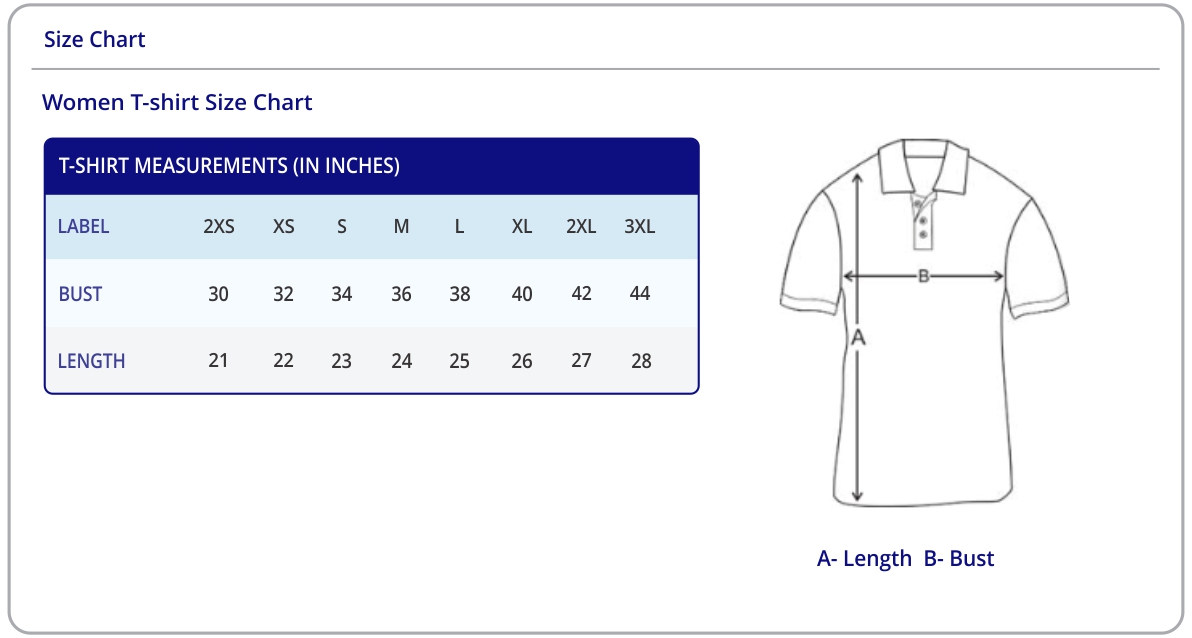 Size Chart
Women T-shirt Size Chart
T-SHIRT MEASUREMENTS (IN INCHES)
LABEL 2XS XS S M L XL 2XL 3XL
BUST 30 32 34 36 38 40 42 44
LENGTH 21 22 23 24 25 26 27 28
B
A
A- Length B- Bust